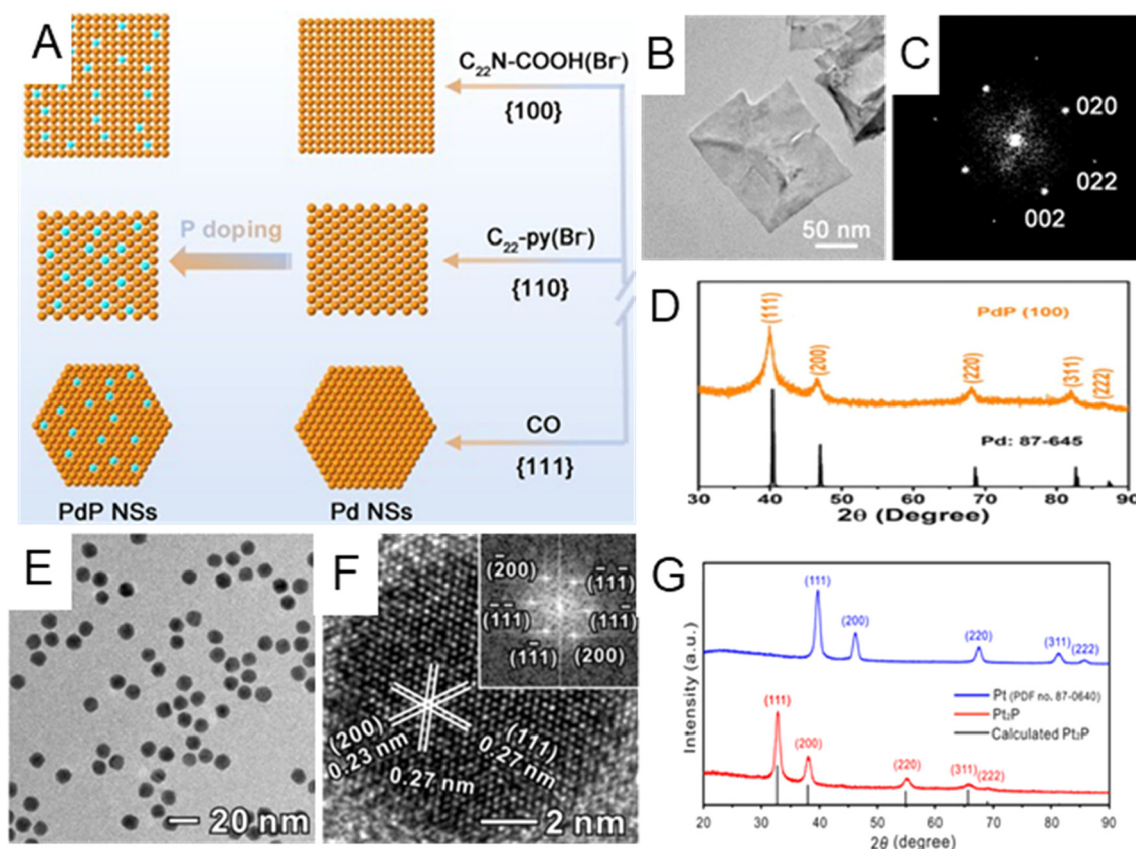 A
C₂₂N-COOH(Br⁻)
{100}
P doping
C₂₂-py(Br⁻)
{110}
CO
{111}
PdP NSs
Pd NSs
B
50 nm
C
020
022
002
D
PdP (100)
(111)
(200)
(220)
(311)
(222)
Pd: 87-645
30 40 50 60 70 80 90
2θ (Degree)
E
20 nm
F
(2̄00)
(1̄11̄)
(1̄1̄1)
(111̄)
(11̄1)
(200)
(200)
0.23 nm
0.27 nm
(111)
0.27 nm
2 nm
G
Intensity (a.u.)
(111)
(200)
(220)
(311)
(222)
Pt (PDF no. 87-0640)
Pt₂P
Calculated Pt₂P
(111)
(200)
(220)
(311)
(222)
20 30 40 50 60 70 80 90
2θ (degree)